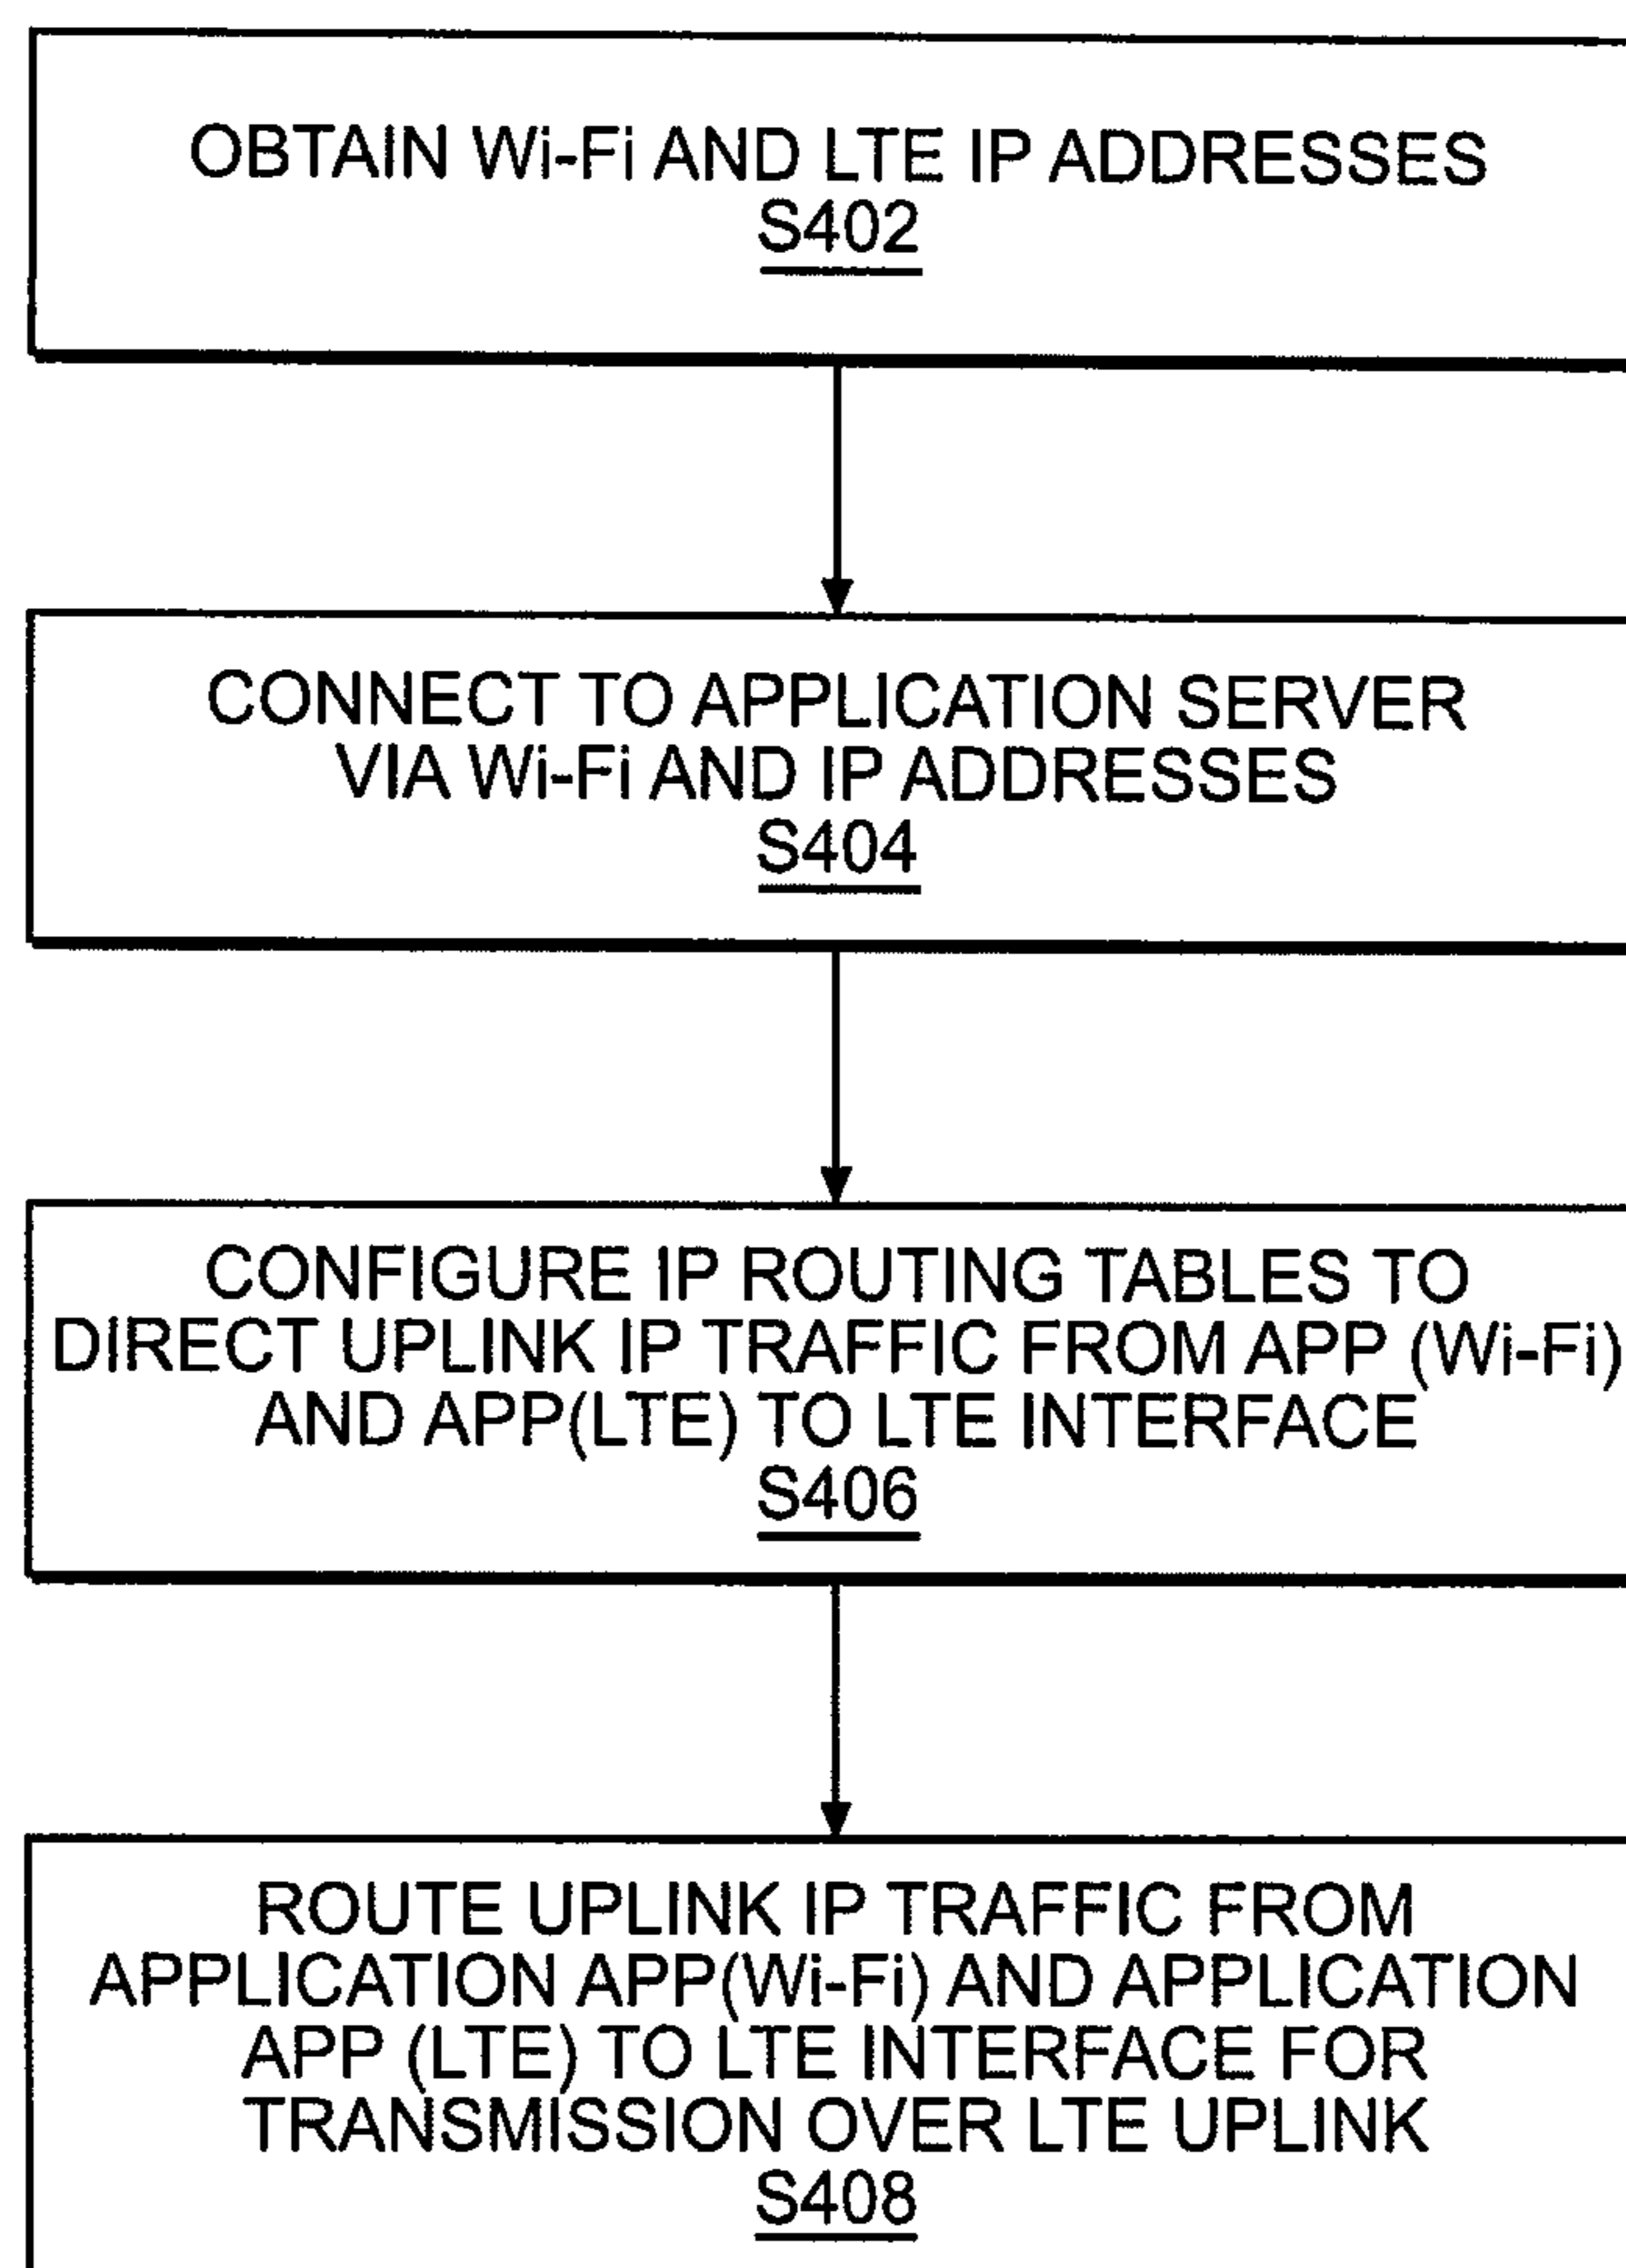 OBTAIN Wi-Fi AND LTE IP ADDRESSES
S402
CONNECT TO APPLICATION SERVER
VIA Wi-Fi AND IP ADDRESSES
S404
CONFIGURE IP ROUTING TABLES TO
DIRECT UPLINK IP TRAFFIC FROM APP (Wi-Fi)
AND APP(LTE) TO LTE INTERFACE
S406
ROUTE UPLINK IP TRAFFIC FROM
APPLICATION APP(Wi-Fi) AND APPLICATION
APP (LTE) TO LTE INTERFACE FOR
TRANSMISSION OVER LTE UPLINK
S408